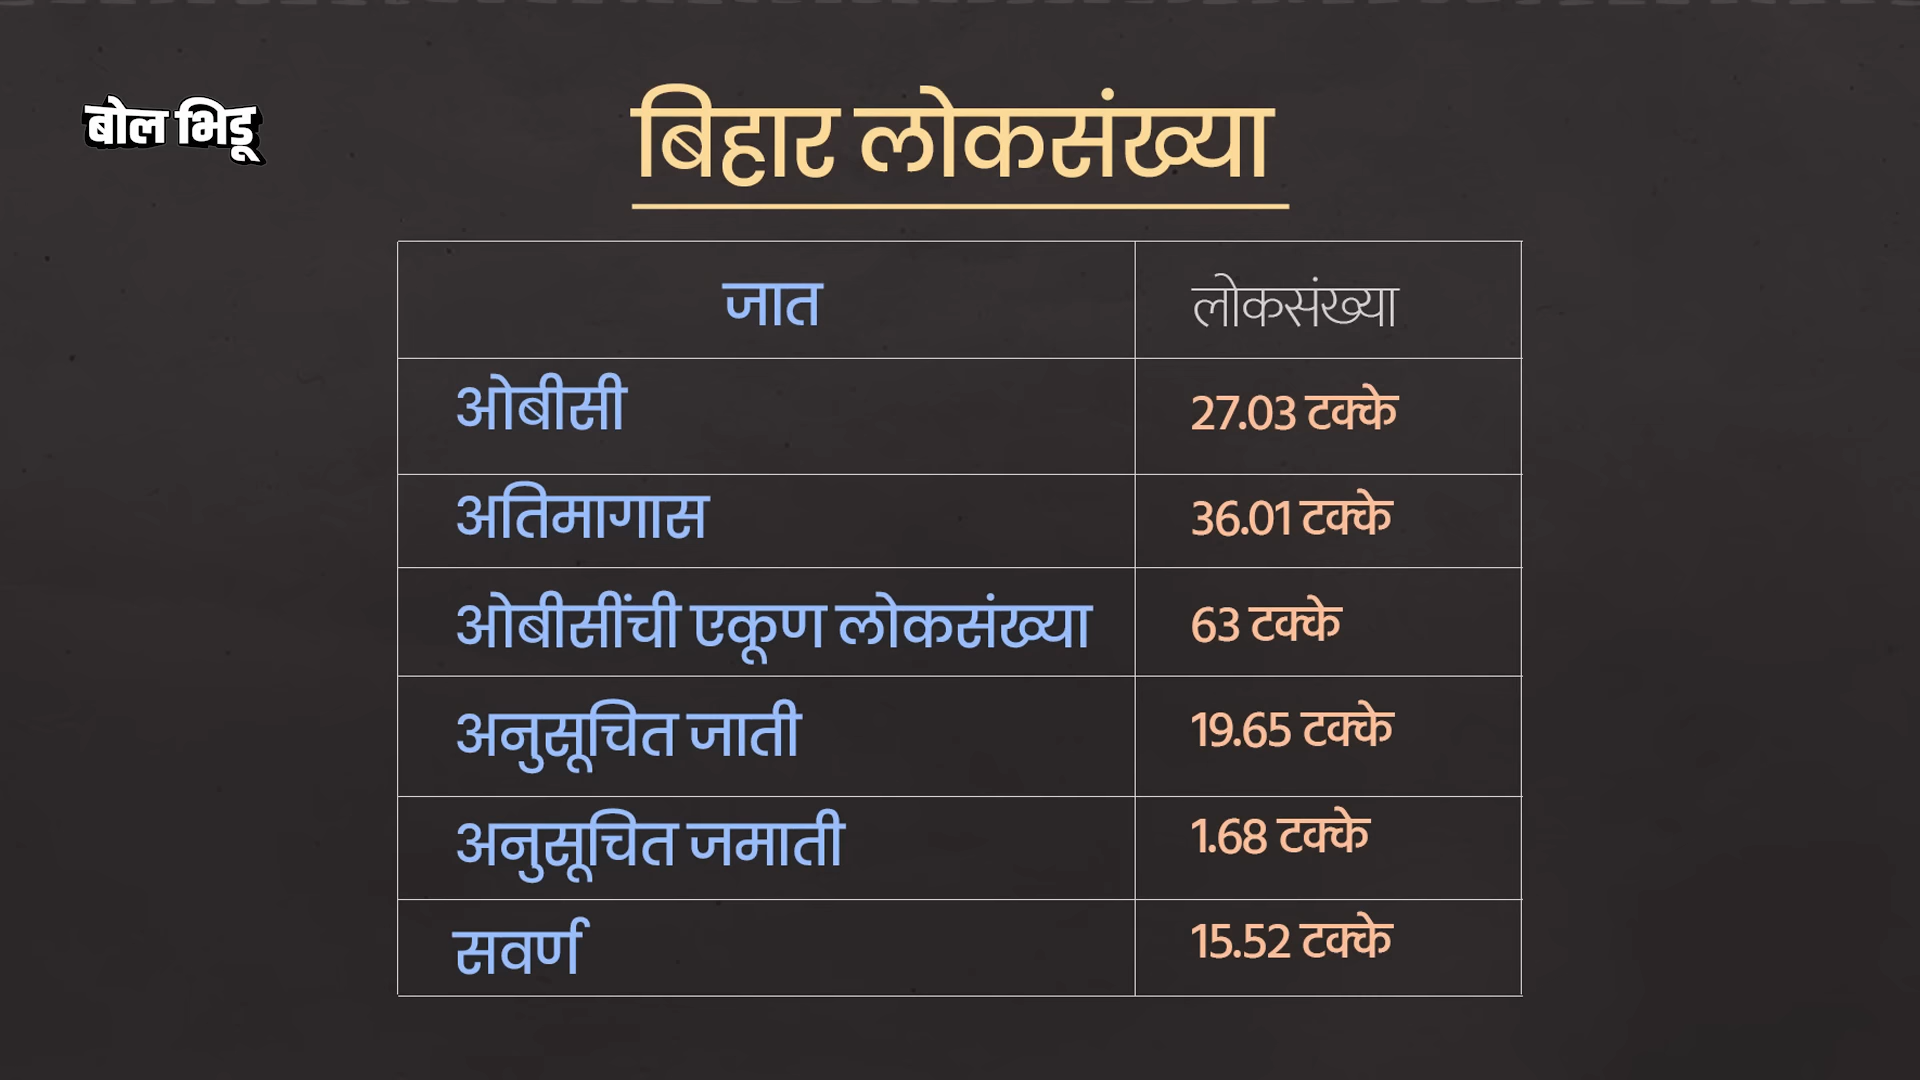 बोल भिडू
बिहार लोकसंख्या
जात लोकसंख्या
ओबीसी 27.03 टक्के
अतिमागास 36.01 टक्के
ओबीसींची एकूण लोकसंख्या 63 टक्के
अनुसूचित जाती 19.65 टक्के
अनुसूचित जमाती 1.68 टक्के
सवर्ण 15.52 टक्के